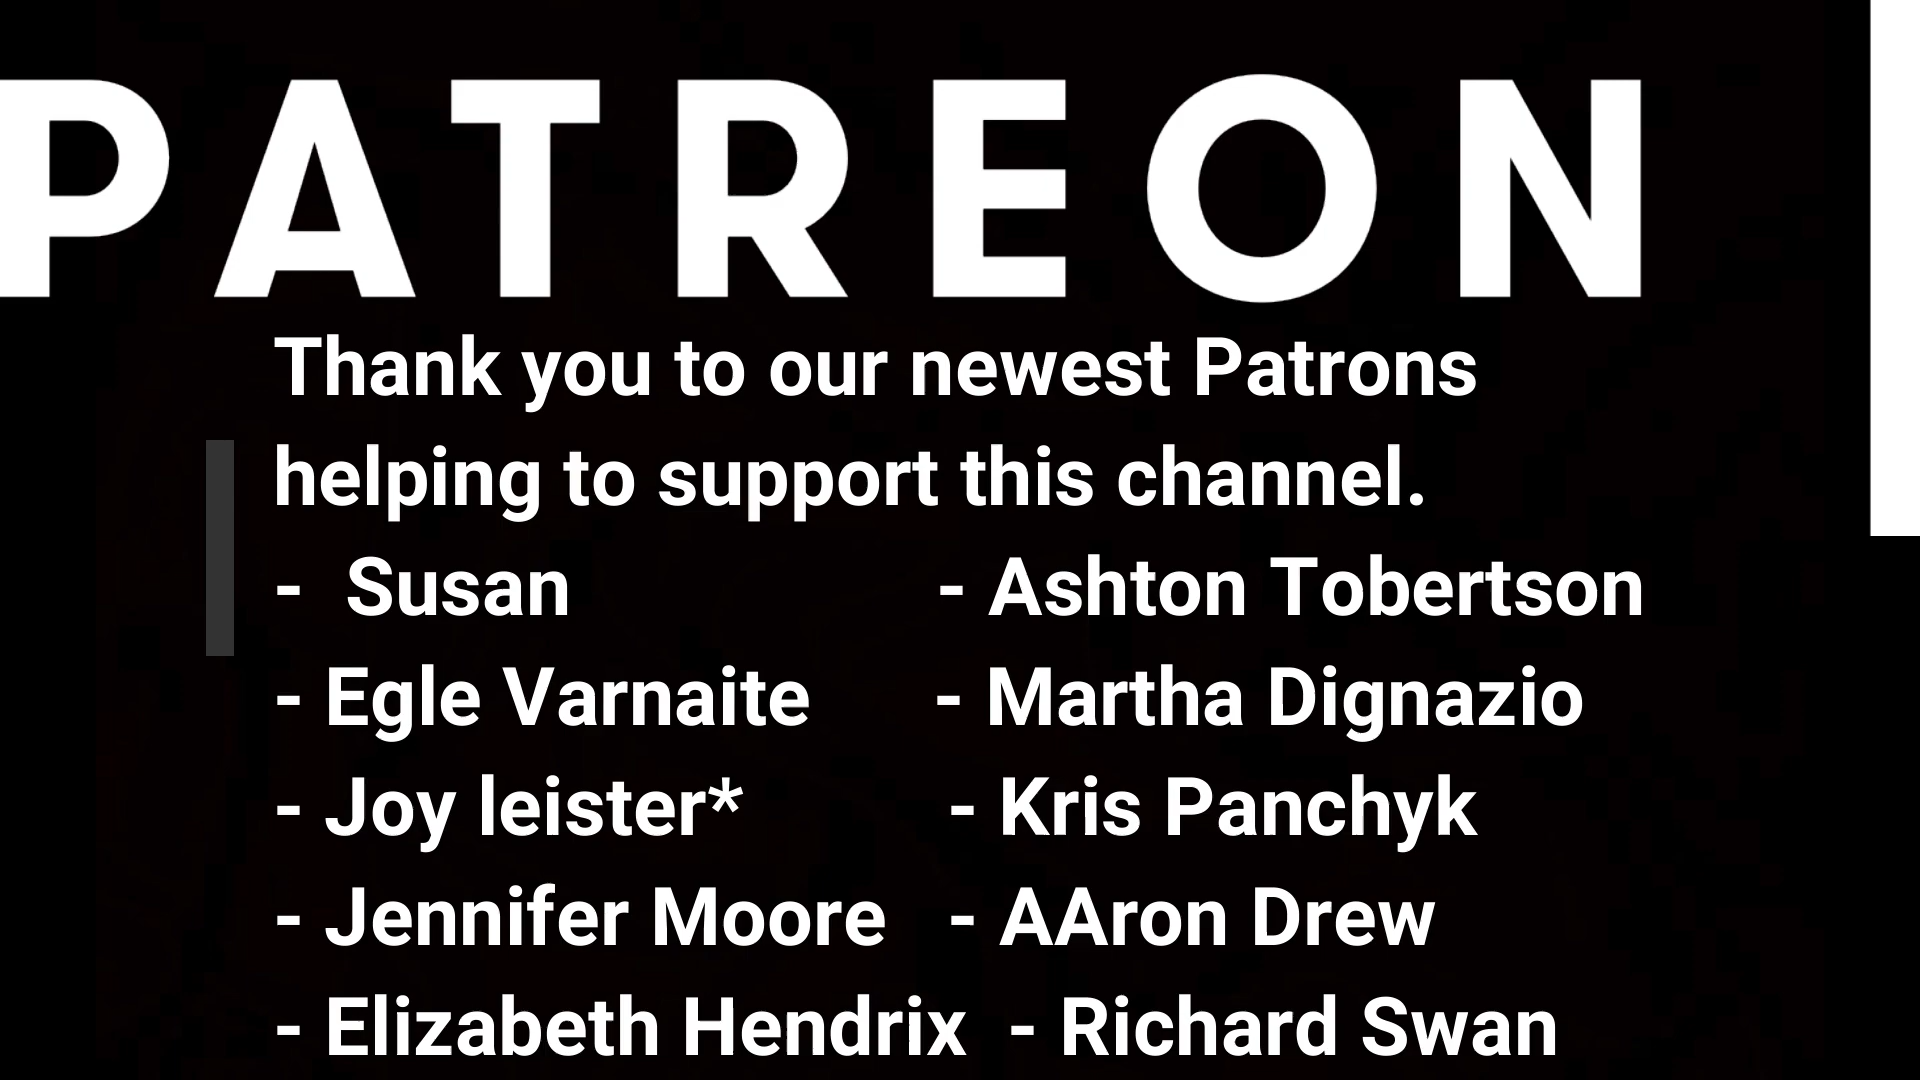 PATREON
Thank you to our newest Patrons
helping to support this channel.
- Susan - Ashton Tobertson
- Egle Varnaite - Martha Dignazio
- Joy leister* - Kris Panchyk
- Jennifer Moore - AAron Drew
- Elizabeth Hendrix - Richard Swan